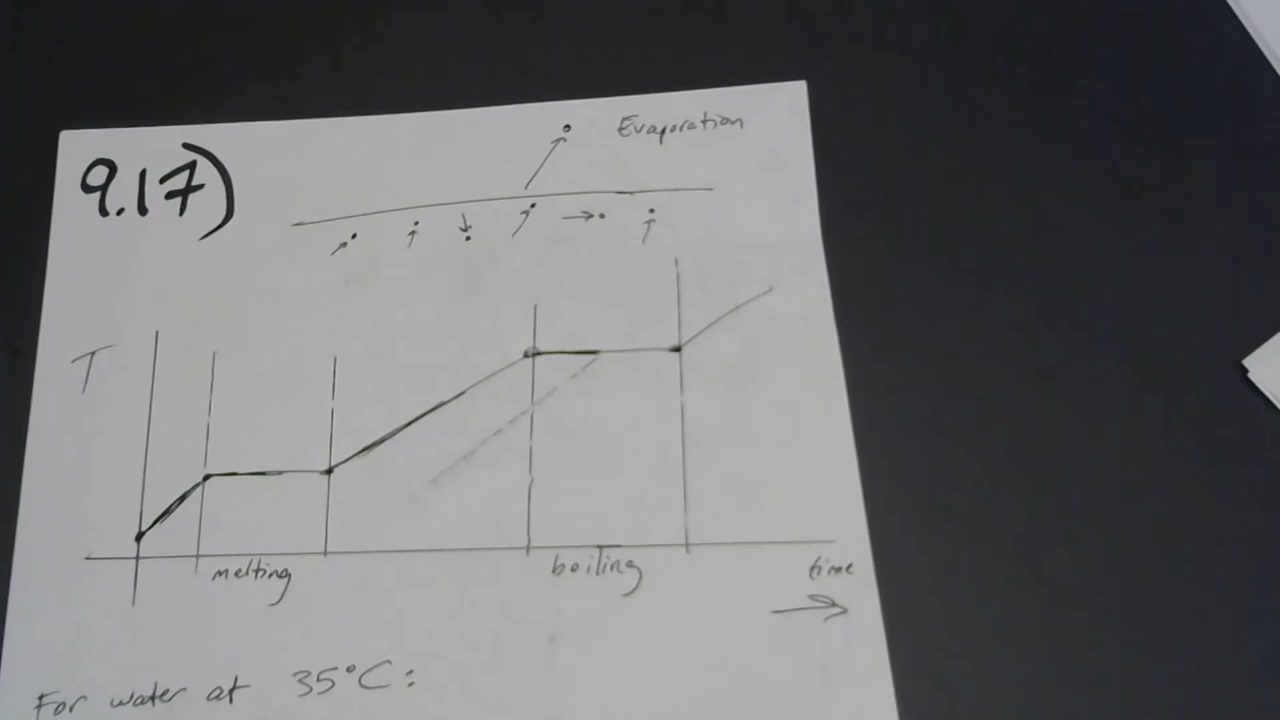 9.17)
Evaporation
T
melting
boiling
time
For water at 35°C: